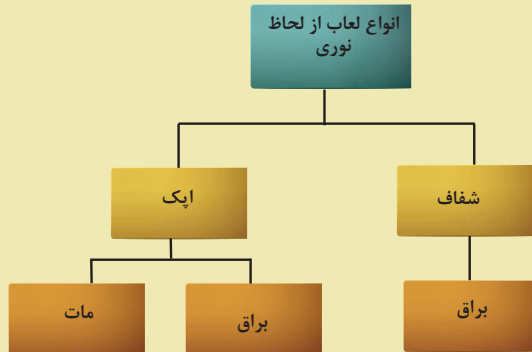 انواع لعاب از لحاظ
نوری
شفاف
اپک
براق
براق
مات